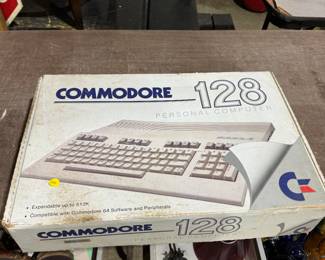 COMMODORE 128
PERSONAL COMPUTER
• Expandable up to 512K
• Compatible with Commodore 64 Software and Peripherals
COMMODORE 128